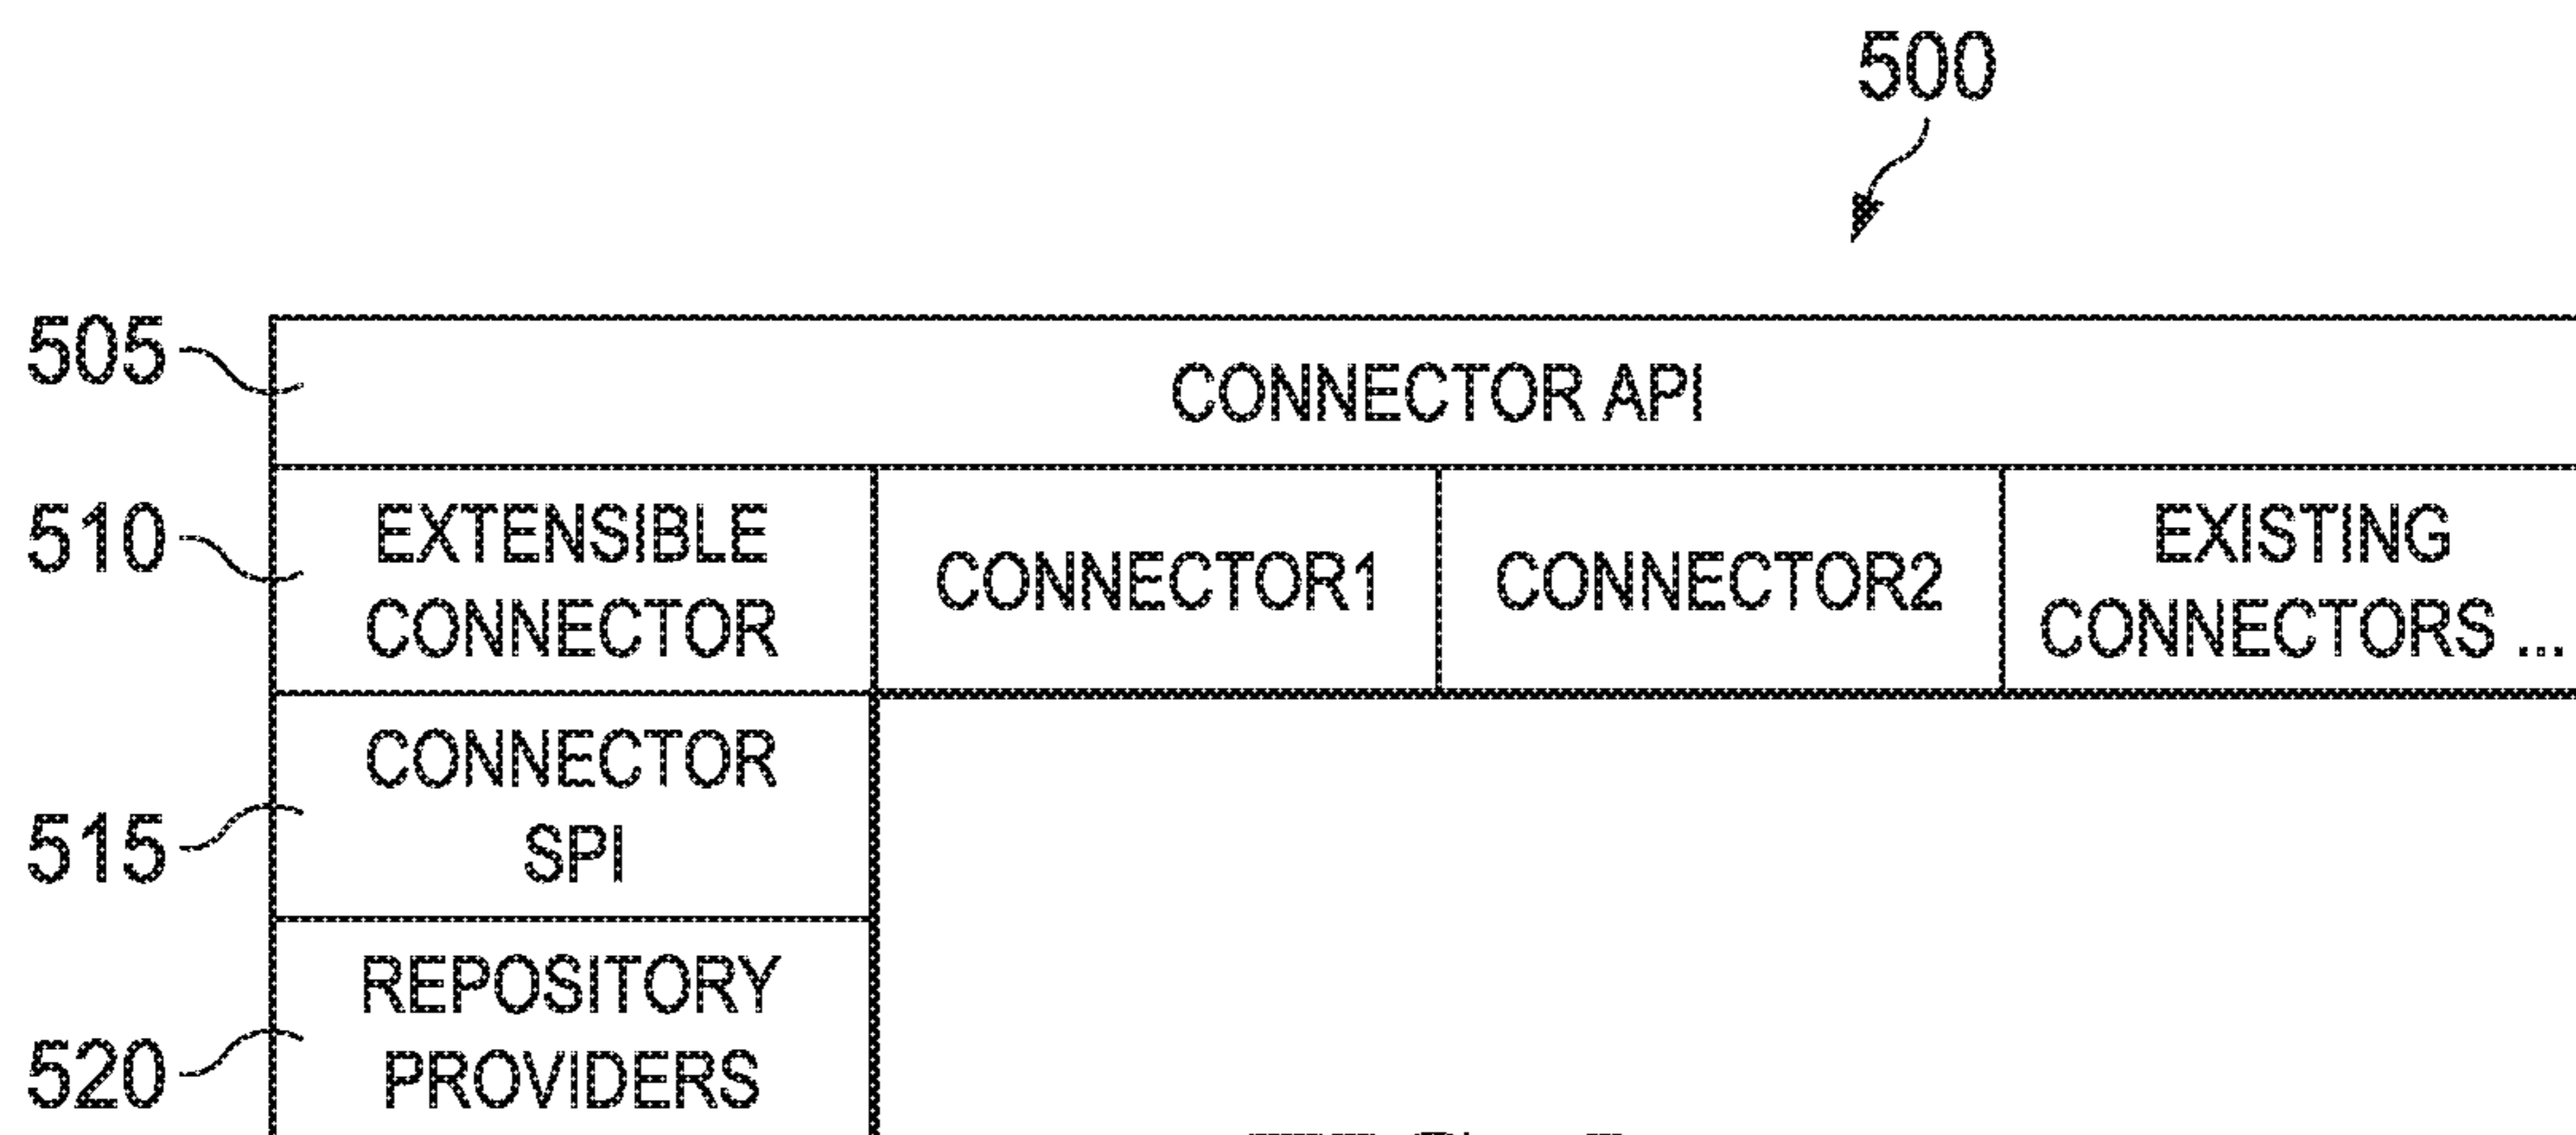 500
505
CONNECTOR API
510
EXTENSIBLE
CONNECTOR
CONNECTOR1
CONNECTOR2
EXISTING
CONNECTORS ...
515
CONNECTOR
SPI
520
REPOSITORY
PROVIDERS